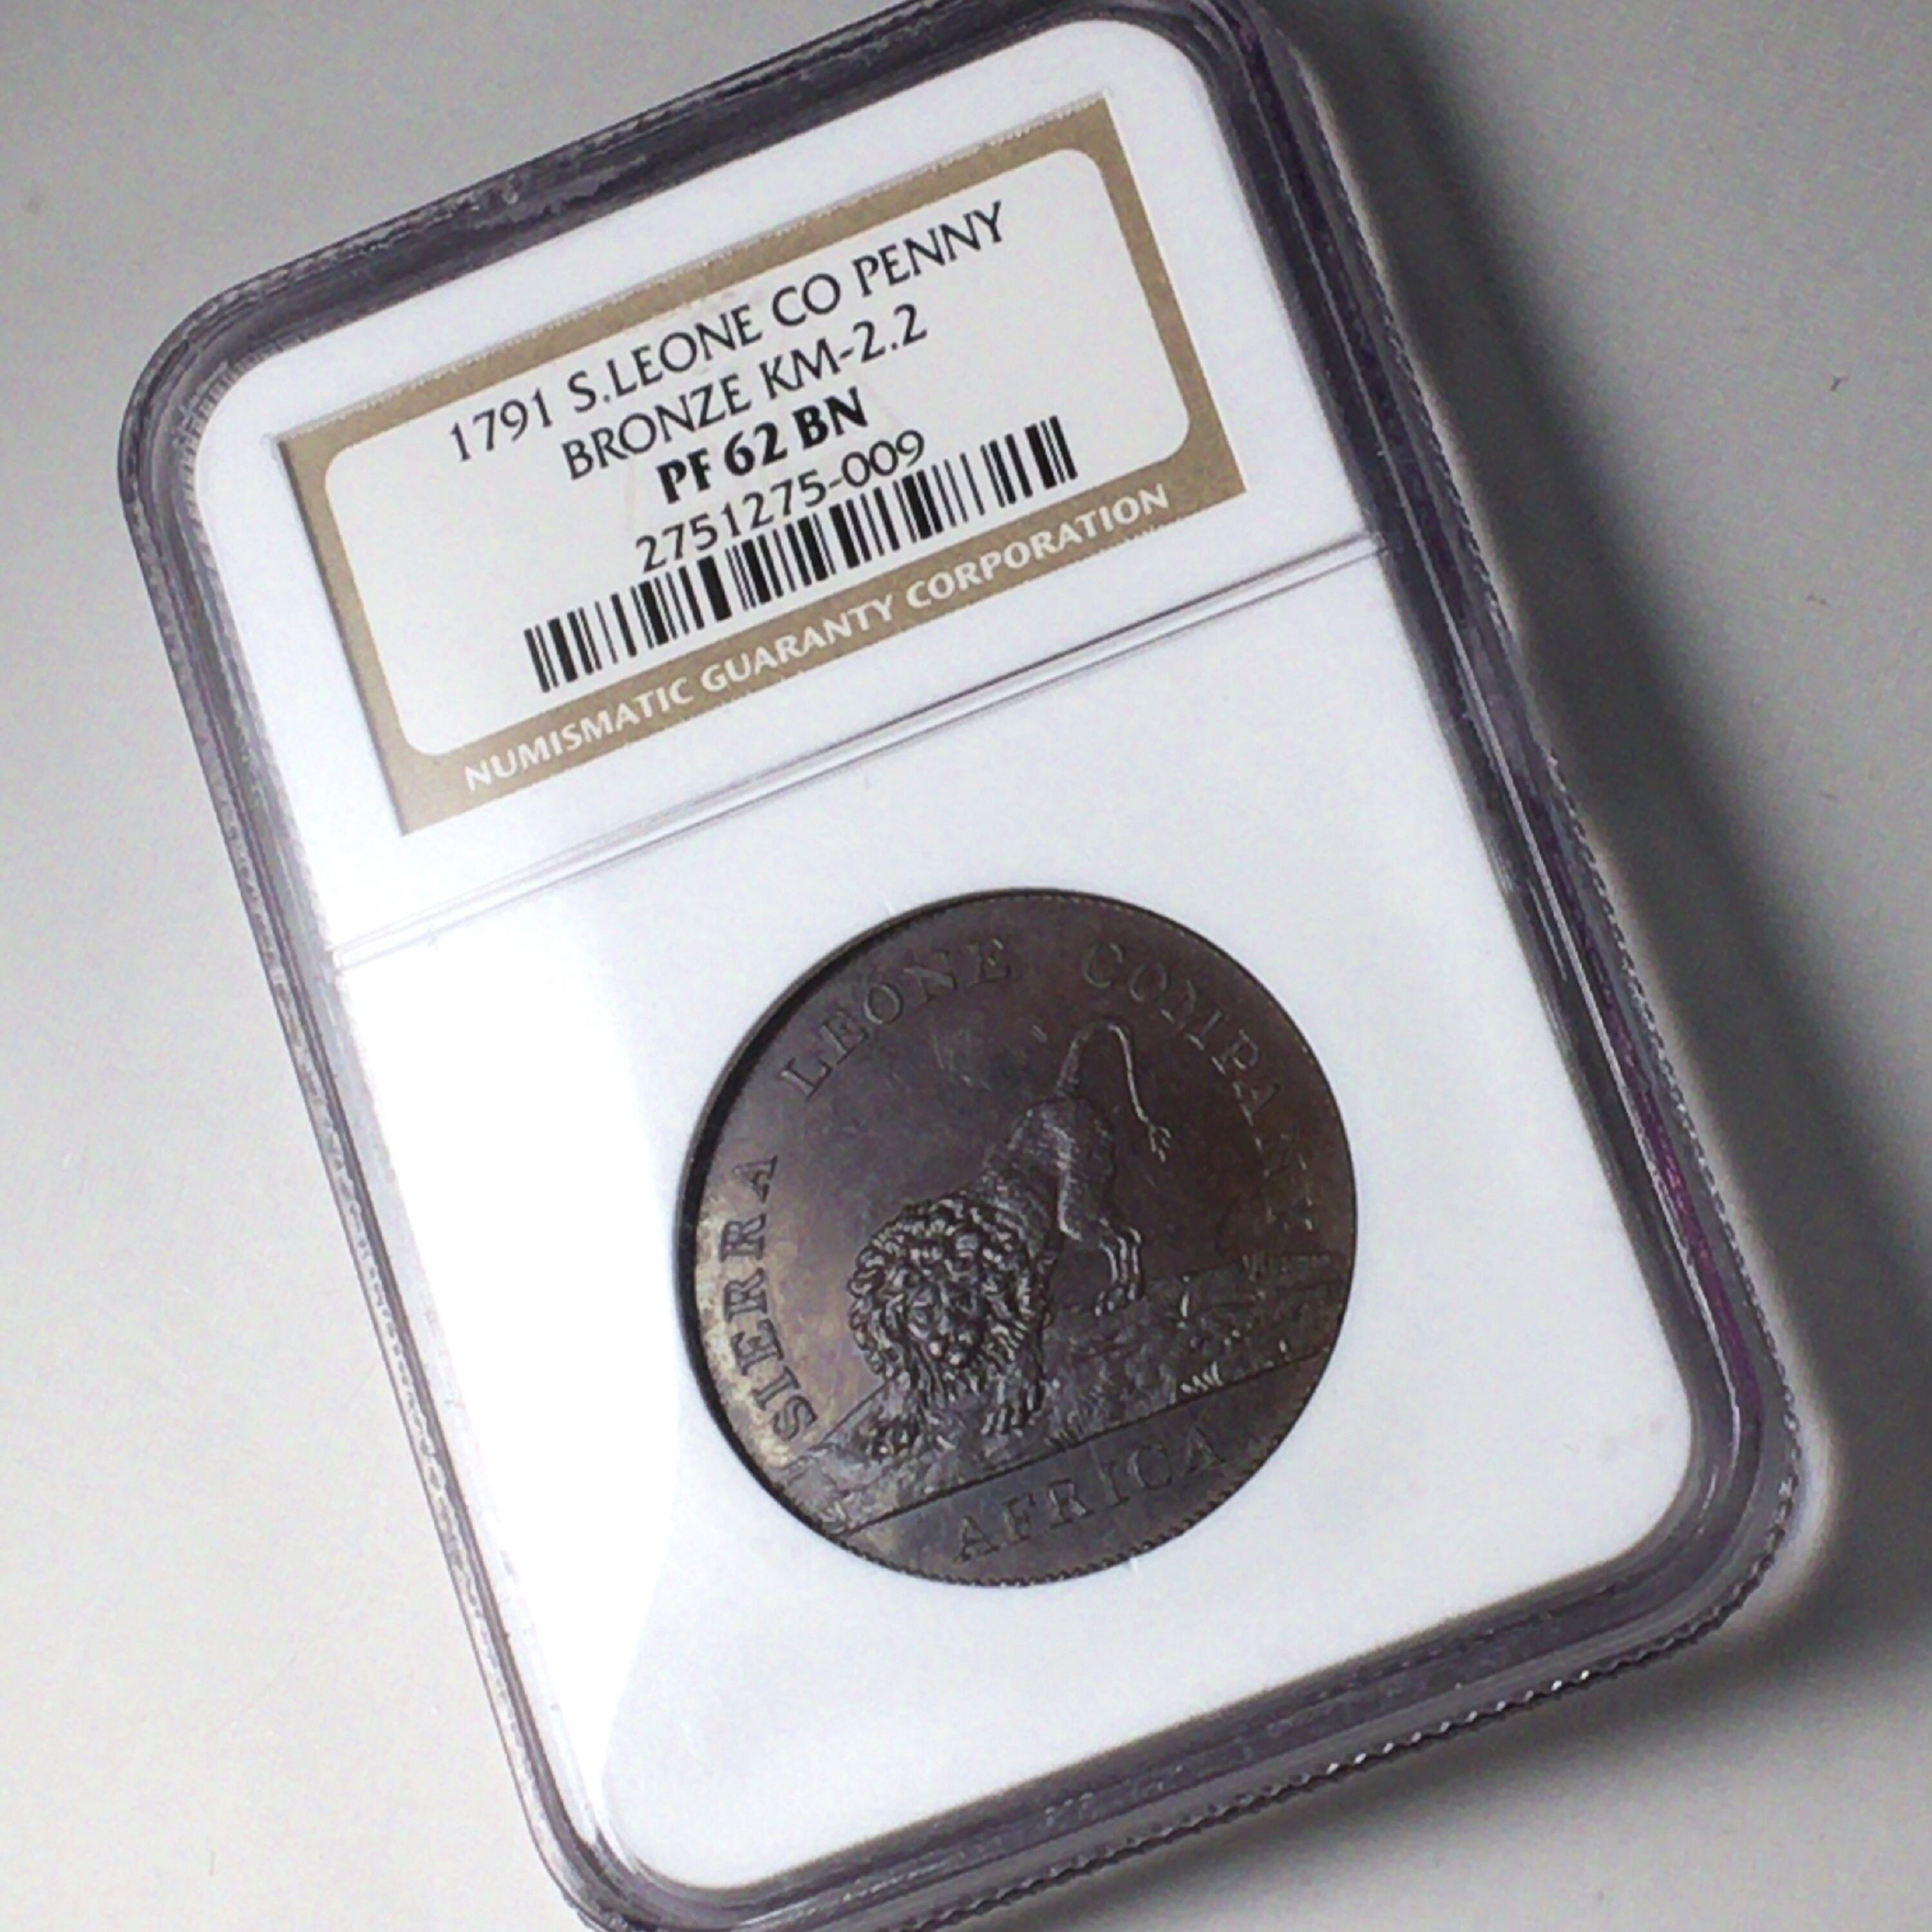 1791 S.LEONE CO PENNY
BRONZE KM-2.2
PF 62 BN
2751275-009
NUMISMATIC GUARANTY CORPORATION
SIERRA LEONE COMPANY
AFRICA